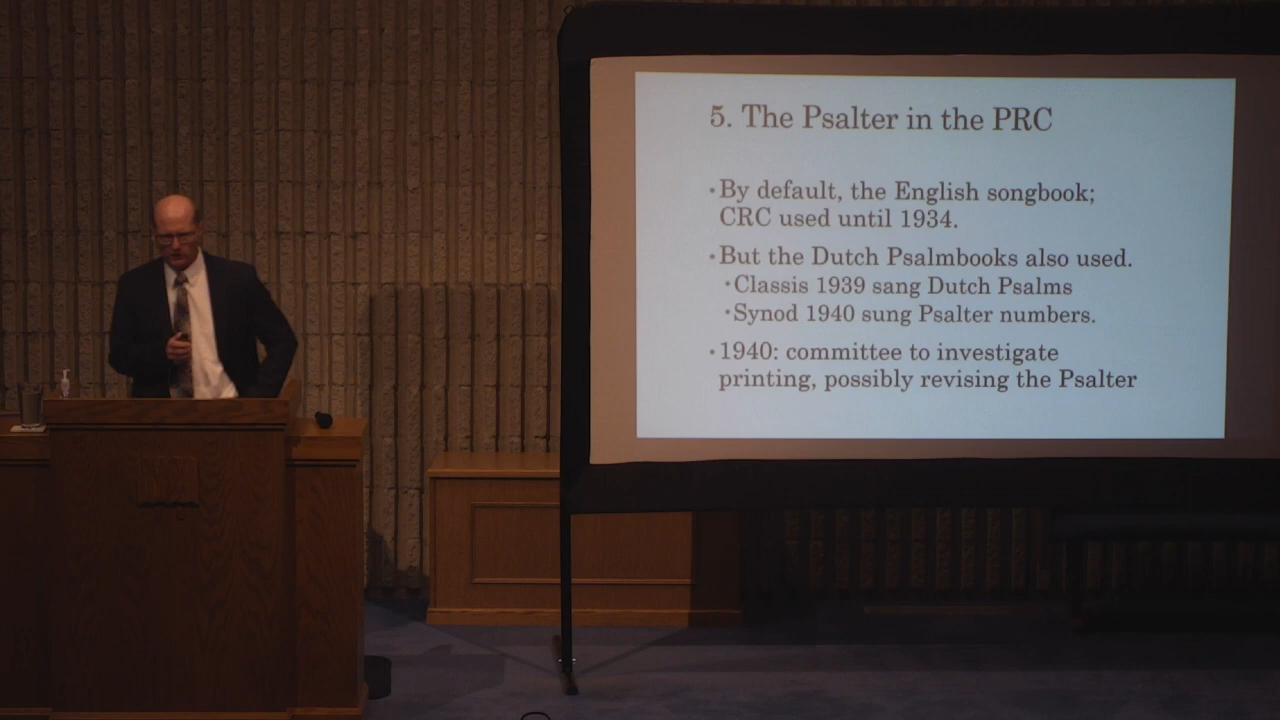 5. The Psalter in the PRC
•By default, the English songbook;
CRC used until 1934.
•But the Dutch Psalmbooks also used.
•Classis 1939 sang Dutch Psalms
•Synod 1940 sung Psalter numbers.
•1940: committee to investigate
printing, possibly revising the Psalter